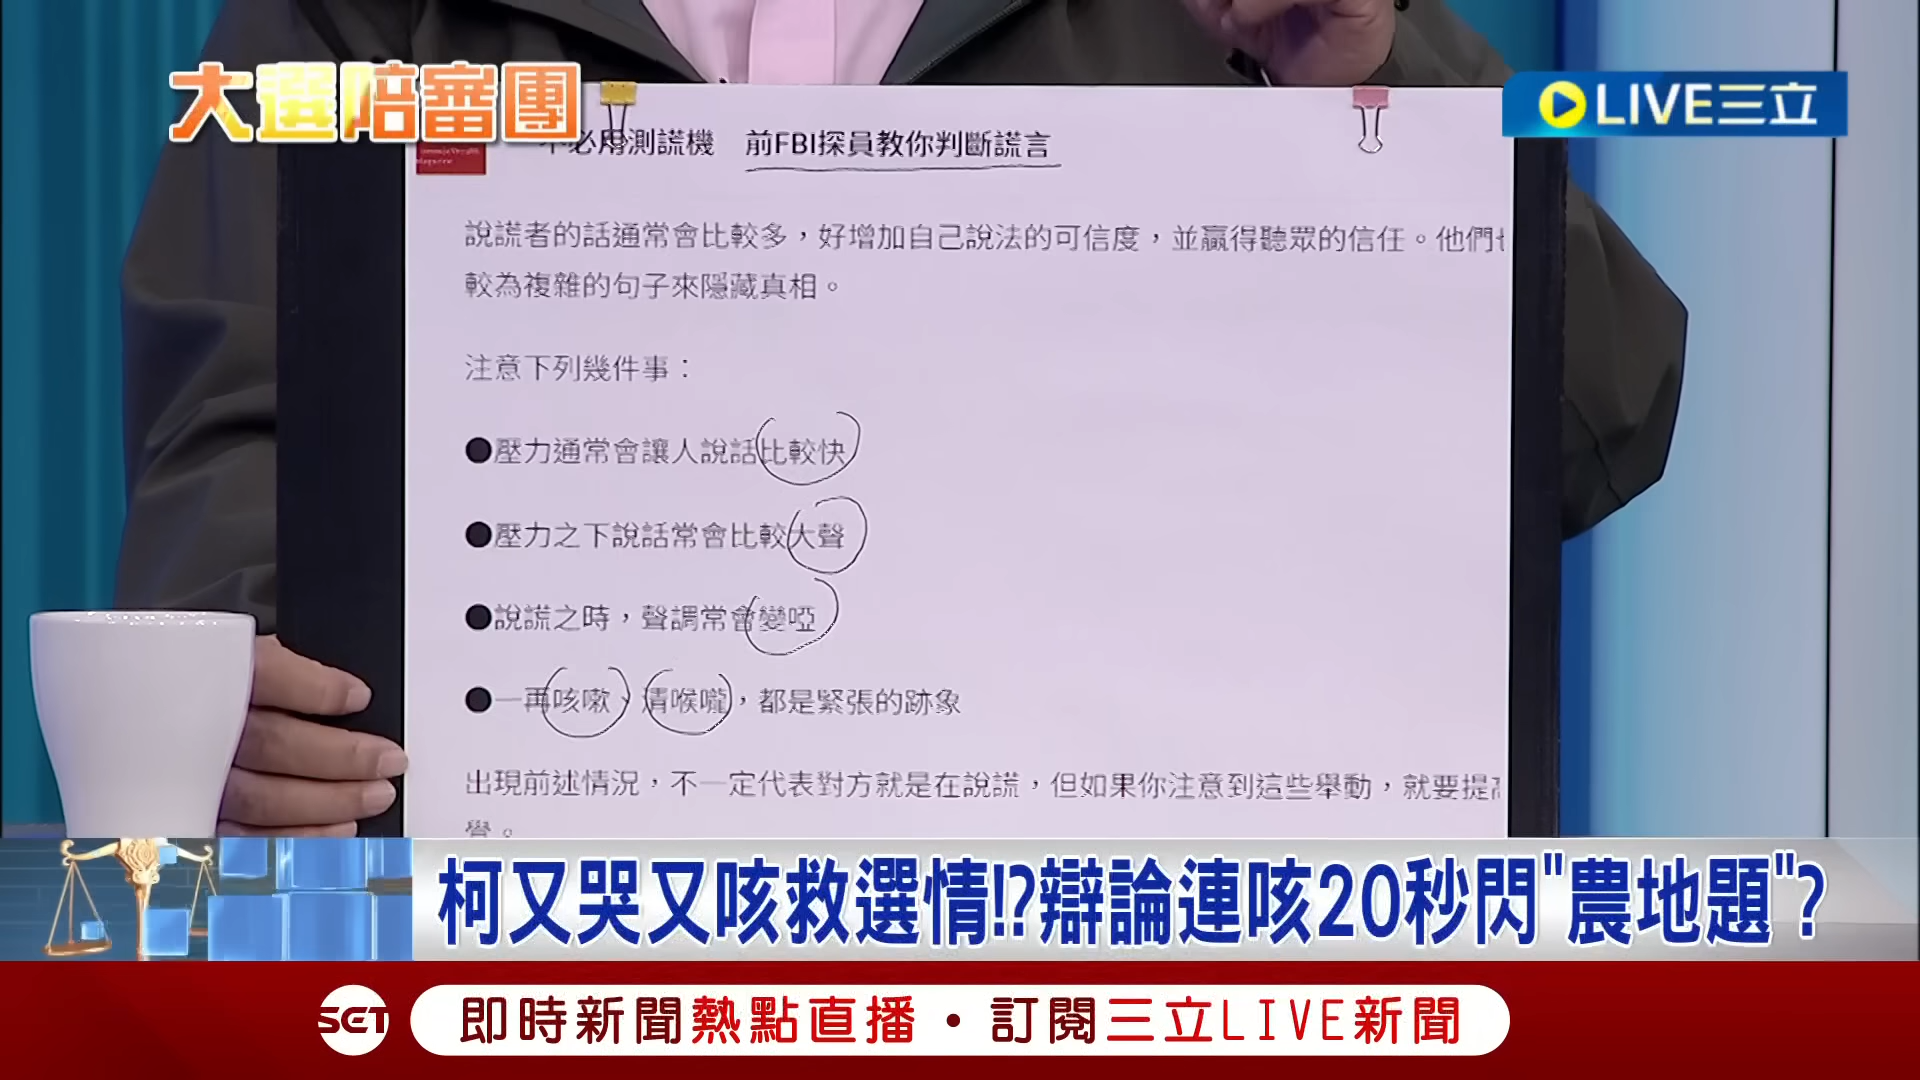 大選陪審團
LIVE三立
不必用測謊機　前FBI探員教你判斷謊言
說謊者的話通常會比較多，好增加自己說法的可信度，並贏得聽眾的信任。他們也
較為複雜的句子來隱藏真相。
注意下列幾件事：
●壓力通常會讓人說話比較快
●壓力之下說話常會比較大聲
●說謊之時，聲調常會變啞
●一再咳嗽、清喉嚨，都是緊張的跡象
出現前述情況，不一定代表對方就是在說謊，但如果你注意到這些舉動，就要提高
覺。
柯又哭又咳救選情!?辯論連咳20秒閃"農地題"?
SET 即時新聞熱點直播・訂閱三立LIVE新聞